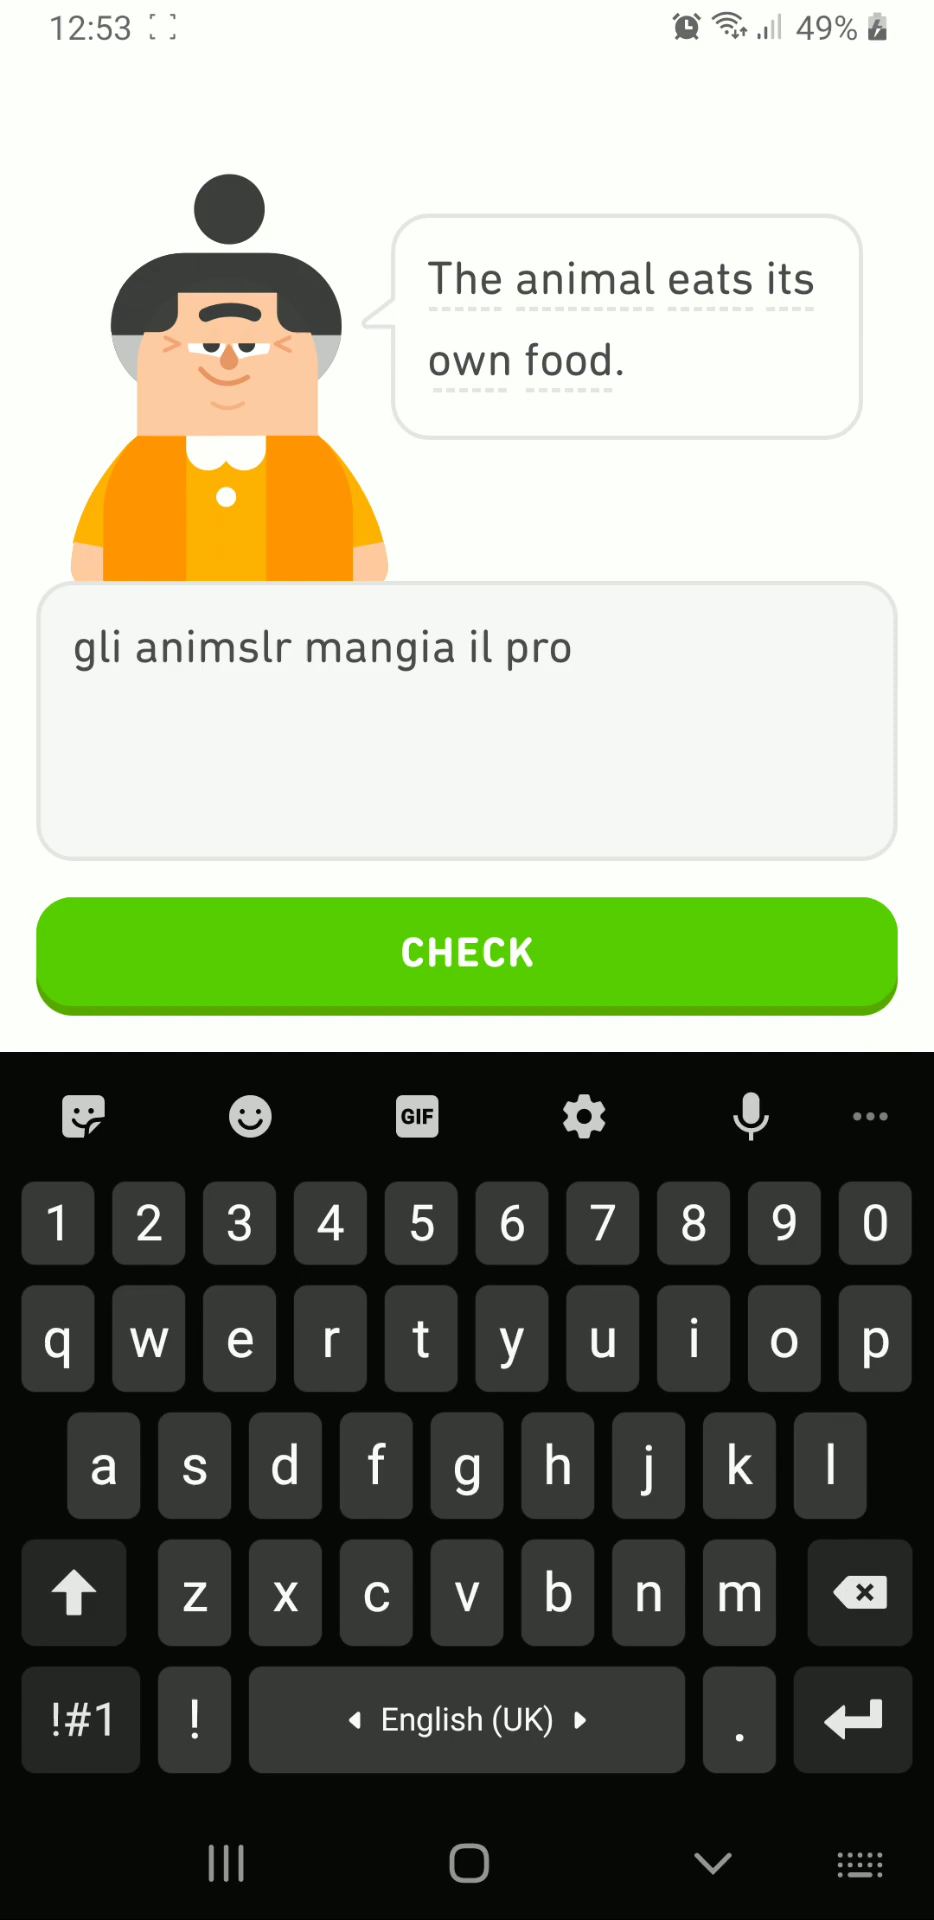 12:53 49%
The animal eats its
own food.
gli animslr mangia il pro
CHECK
GIF
1 2 3 4 5 6 7 8 9 0
q w e r t y u i o p
a s d f g h j k l
z x c v b n m
!#1 ! English (UK) .